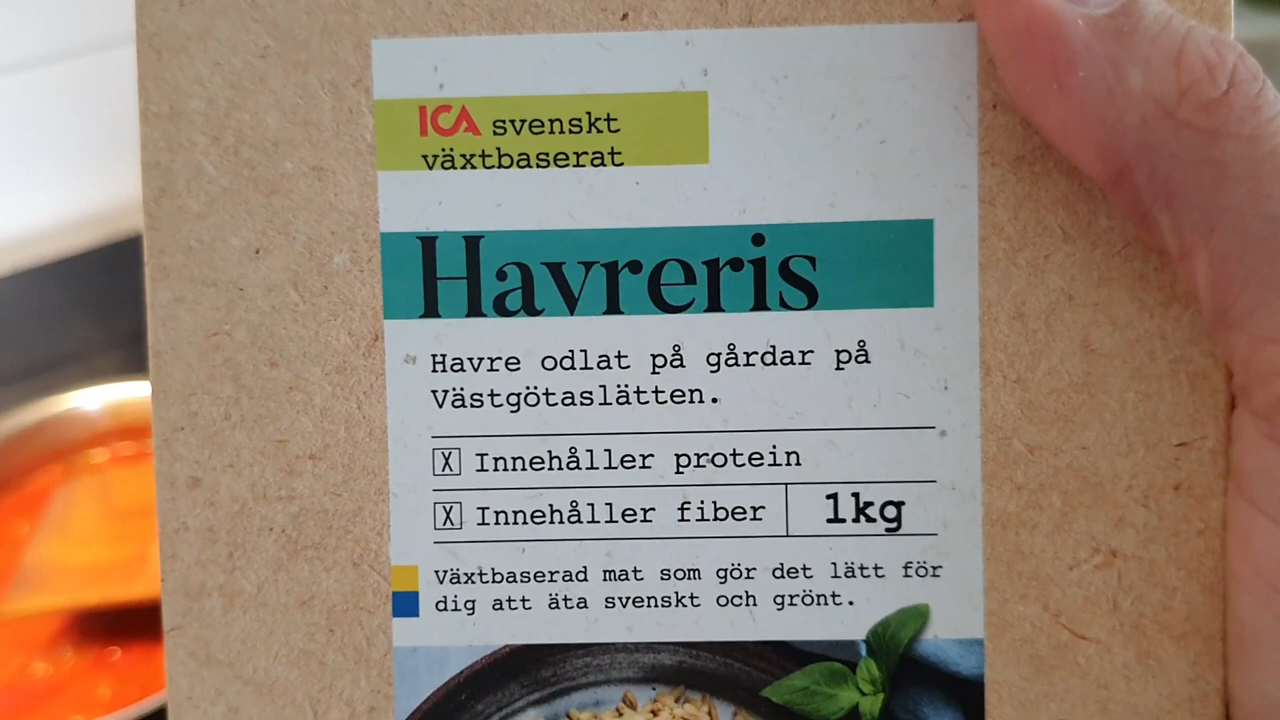 ICA svenskt
växtbaserat
Havreris
Havre odlat på gårdar på
Västgötaslätten.
X Innehåller protein
X Innehåller fiber 1kg
Växtbaserad mat som gör det lätt för
dig att äta svenskt och grönt.